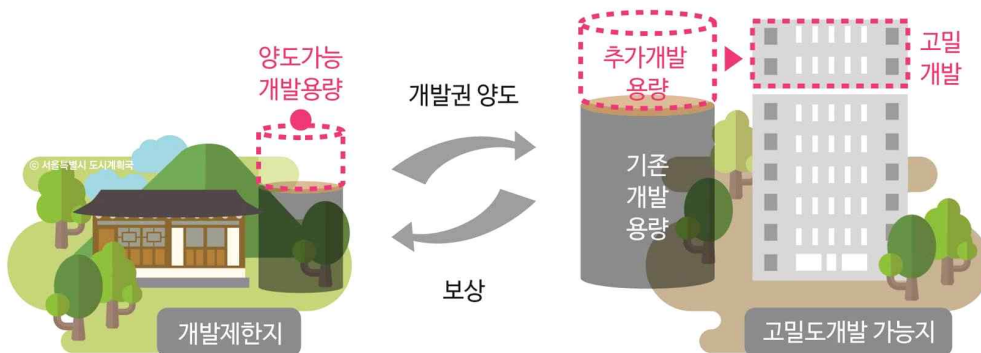 양도가능
개발용량
개발권 양도
추가개발
용량
고밀
개발
© 서울특별시 도시계획국
기존
개발
용량
보상
개발제한지
고밀도개발 가능지